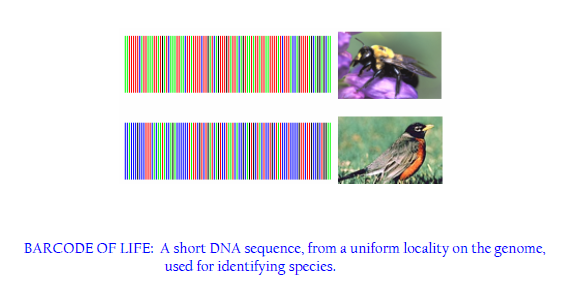 BARCODE OF LIFE: A short DNA sequence, from a uniform locality on the genome,
used for identifying species.